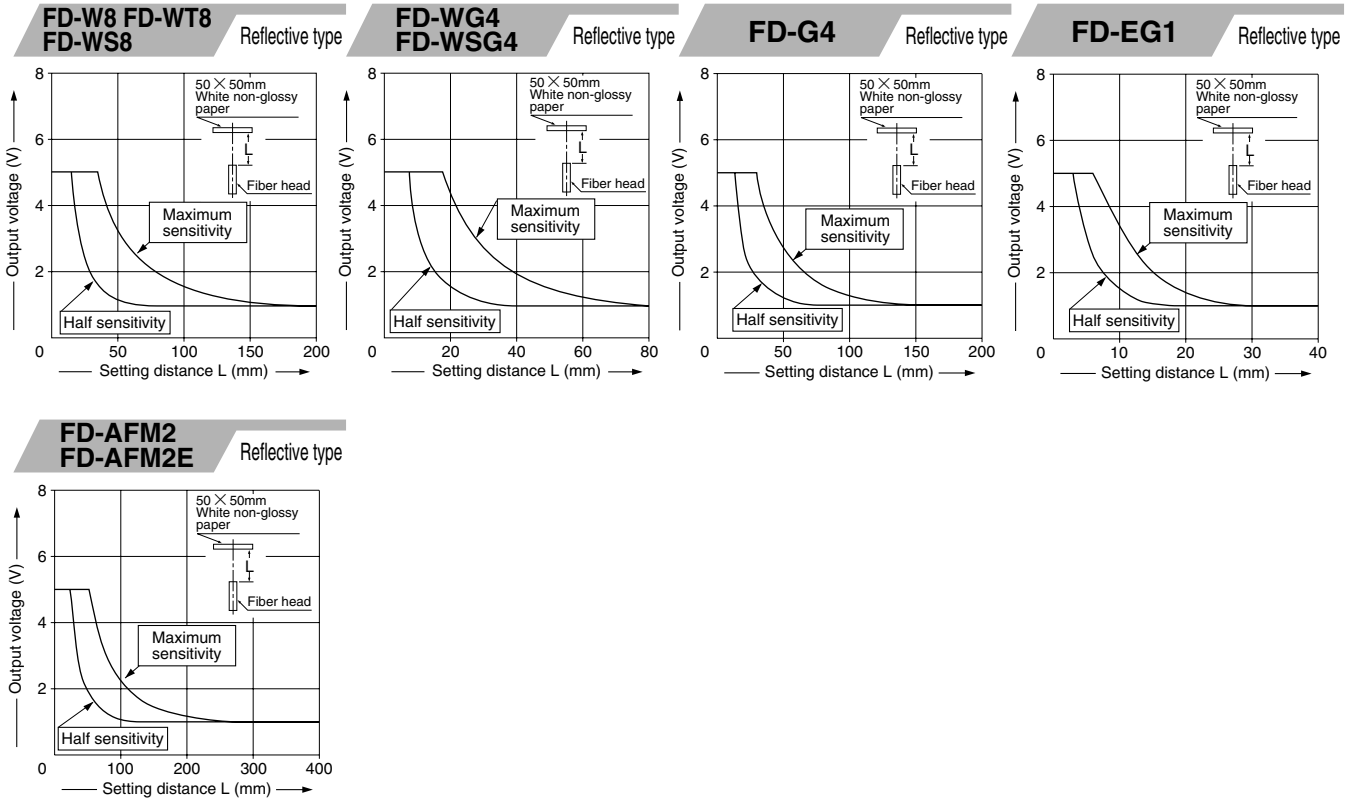 FD-W8 FD-WT8
FD-WS8
Reflective type
8
6
4
2
0
50
100
150
200
Output voltage (V)
Setting distance L (mm)
50 × 50mm
White non-glossy
paper
L
Fiber head
Maximum
sensitivity
Half sensitivity
FD-WG4
FD-WSG4
Reflective type
8
6
4
2
0
20
40
60
80
Output voltage (V)
Setting distance L (mm)
50 × 50mm
White non-glossy
paper
L
Fiber head
Maximum
sensitivity
Half sensitivity
FD-G4
Reflective type
8
6
4
2
0
50
100
150
200
Output voltage (V)
Setting distance L (mm)
50 × 50mm
White non-glossy
paper
L
Fiber head
Maximum
sensitivity
Half sensitivity
FD-EG1
Reflective type
8
6
4
2
0
10
20
30
40
Output voltage (V)
Setting distance L (mm)
50 × 50mm
White non-glossy
paper
L
Fiber head
Maximum
sensitivity
Half sensitivity
FD-AFM2
FD-AFM2E
Reflective type
8
6
4
2
0
100
200
300
400
Output voltage (V)
Setting distance L (mm)
50 × 50mm
White non-glossy
paper
L
Fiber head
Maximum
sensitivity
Half sensitivity